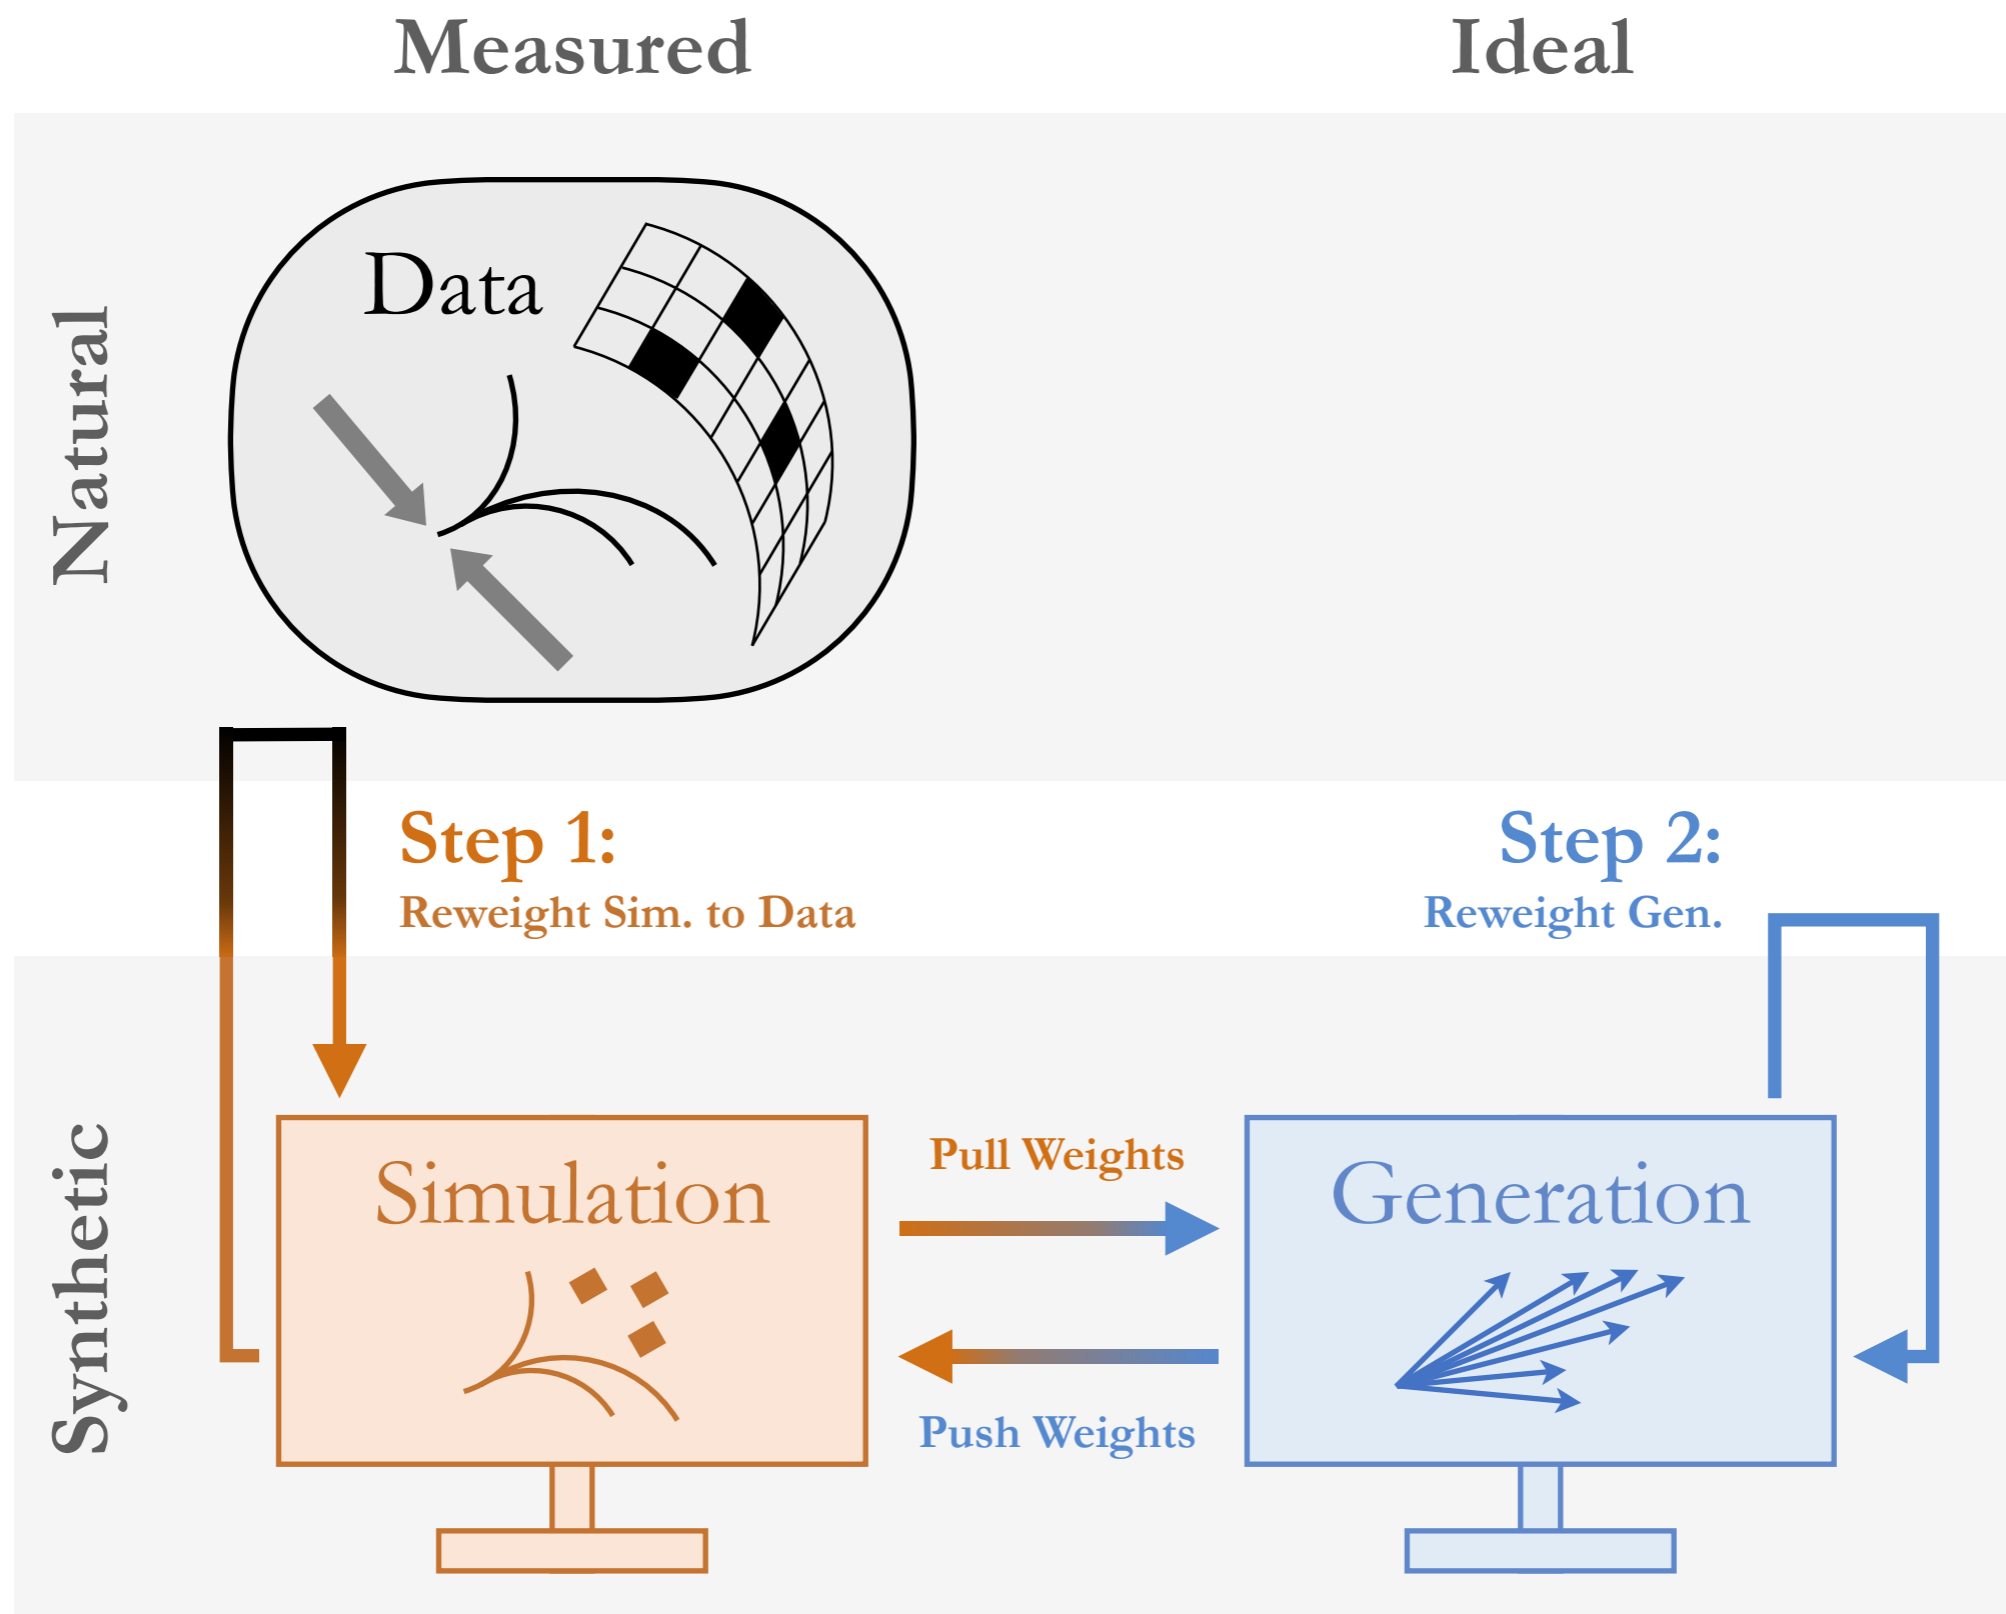 Measured
Ideal
Natural
Data
Step 1:
Reweight Sim. to Data
Step 2:
Reweight Gen.
Synthetic
Simulation
Pull Weights
Push Weights
Generation